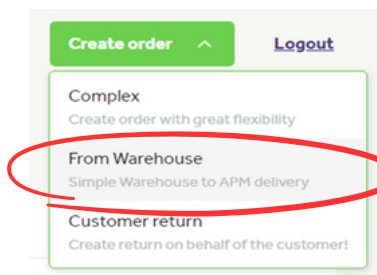 Create order Logout
Complex
Create order with great flexibility
From Warehouse
Simple Warehouse to APM delivery
Customer return
Create return on behalf of the customer!